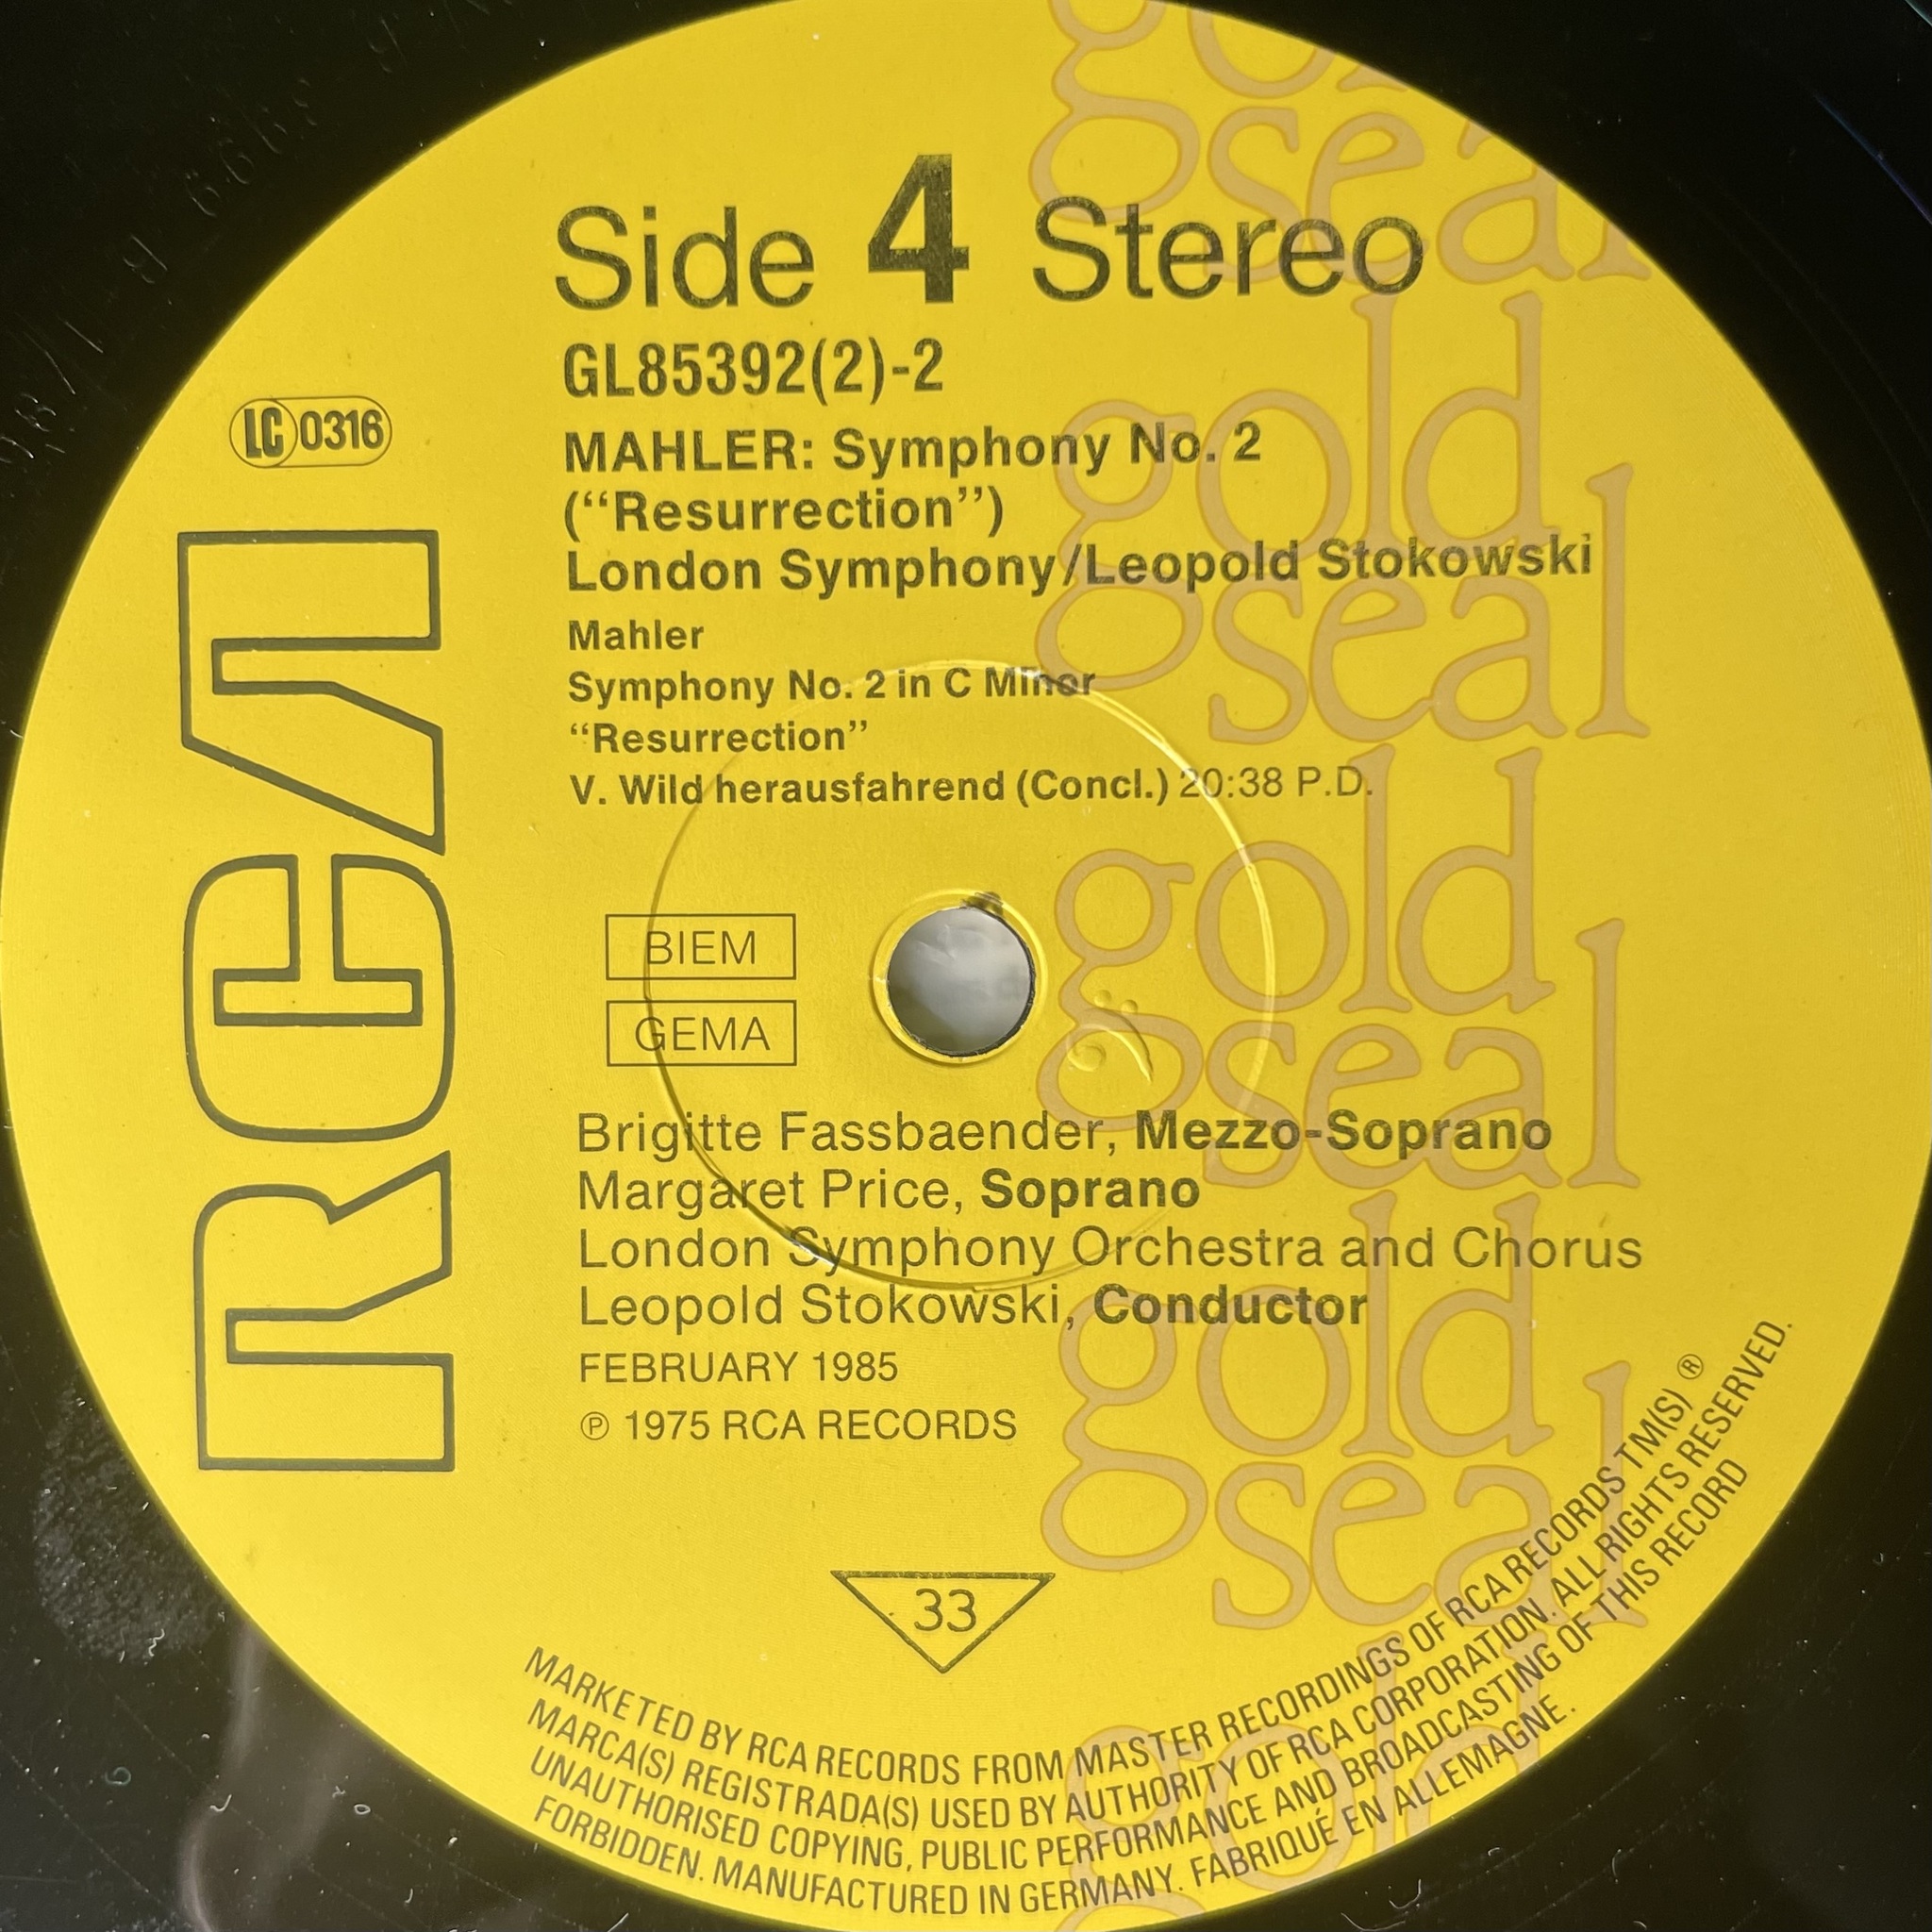 Side 4 Stereo
GL85392(2)-2
LC 0316
MAHLER: Symphony No. 2
(“Resurrection”)
London Symphony/Leopold Stokowski
Mahler
Symphony No. 2 in C Minor
“Resurrection”
V. Wild herausfahrend (Concl.) 20:38 P.D.
RCA
BIEM
GEMA
Brigitte Fassbaender, Mezzo-Soprano
Margaret Price, Soprano
London Symphony Orchestra and Chorus
Leopold Stokowski, Conductor
FEBRUARY 1985
℗ 1975 RCA RECORDS
33
MARKETED BY RCA RECORDS FROM MASTER RECORDINGS OF RCA RECORDS TM(S) ®
MARCA(S) REGISTRADA(S) USED BY AUTHORITY OF RCA CORPORATION. ALL RIGHTS RESERVED.
UNAUTHORISED COPYING, PUBLIC PERFORMANCE AND BROADCASTING OF THIS RECORD
FORBIDDEN. MANUFACTURED IN GERMANY. FABRIQUÉ EN ALLEMAGNE.
gold
seal
gold
seal
gold
seal
gold
seal
gold